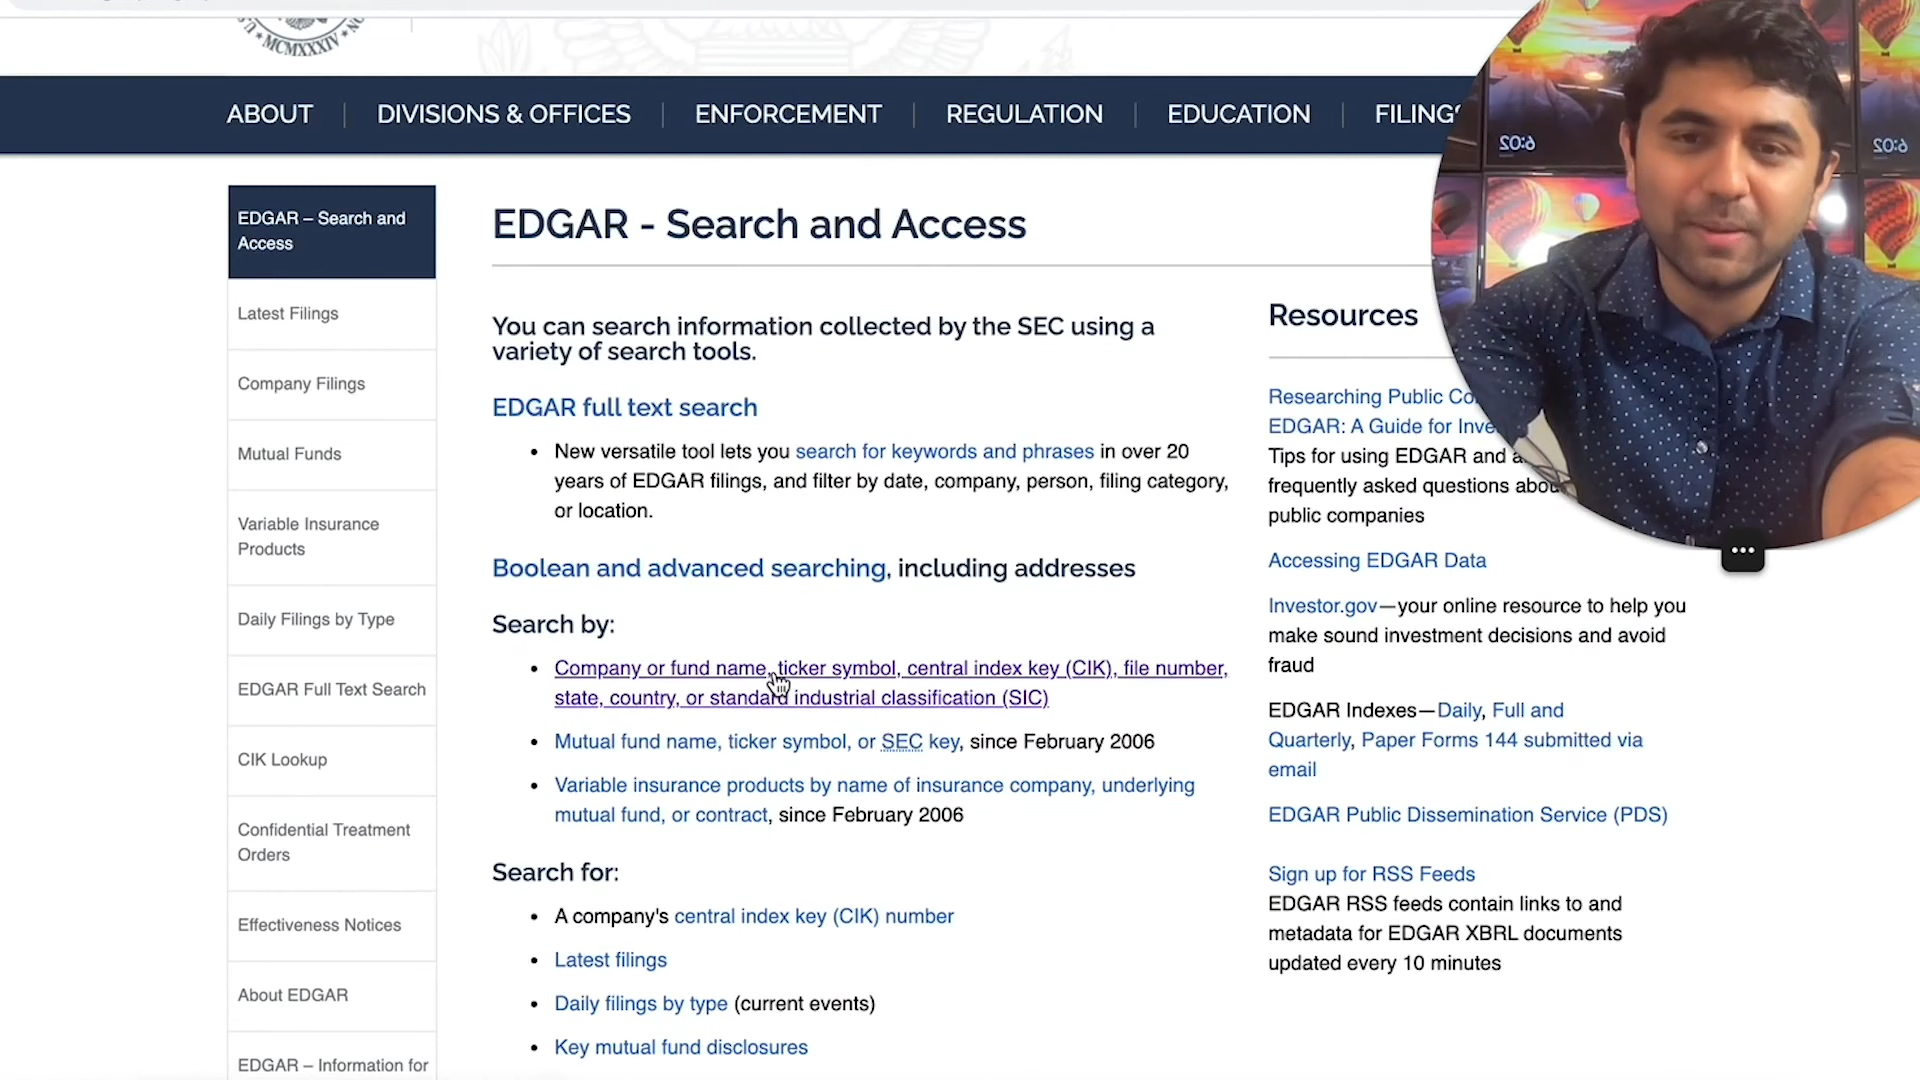 MCMXXXIV
ABOUT
DIVISIONS & OFFICES
ENFORCEMENT
REGULATION
EDUCATION
FILINGS
EDGAR – Search and
Access
Latest Filings
Company Filings
Mutual Funds
Variable Insurance
Products
Daily Filings by Type
EDGAR Full Text Search
CIK Lookup
Confidential Treatment
Orders
Effectiveness Notices
About EDGAR
EDGAR – Information for
EDGAR - Search and Access
You can search information collected by the SEC using a
variety of search tools.
EDGAR full text search
• New versatile tool lets you search for keywords and phrases in over 20
years of EDGAR filings, and filter by date, company, person, filing category,
or location.
Boolean and advanced searching, including addresses
Search by:
• Company or fund name, ticker symbol, central index key (CIK), file number,
state, country, or standard industrial classification (SIC)
• Mutual fund name, ticker symbol, or SEC key, since February 2006
• Variable insurance products by name of insurance company, underlying
mutual fund, or contract, since February 2006
Search for:
• A company's central index key (CIK) number
• Latest filings
• Daily filings by type (current events)
• Key mutual fund disclosures
Resources
Researching Public Co
EDGAR: A Guide for Inve
Tips for using EDGAR and a
frequently asked questions abou
public companies
Accessing EDGAR Data
Investor.gov—your online resource to help you
make sound investment decisions and avoid
fraud
EDGAR Indexes—Daily, Full and
Quarterly, Paper Forms 144 submitted via
email
EDGAR Public Dissemination Service (PDS)
Sign up for RSS Feeds
EDGAR RSS feeds contain links to and
metadata for EDGAR XBRL documents
updated every 10 minutes
6:02
6:02